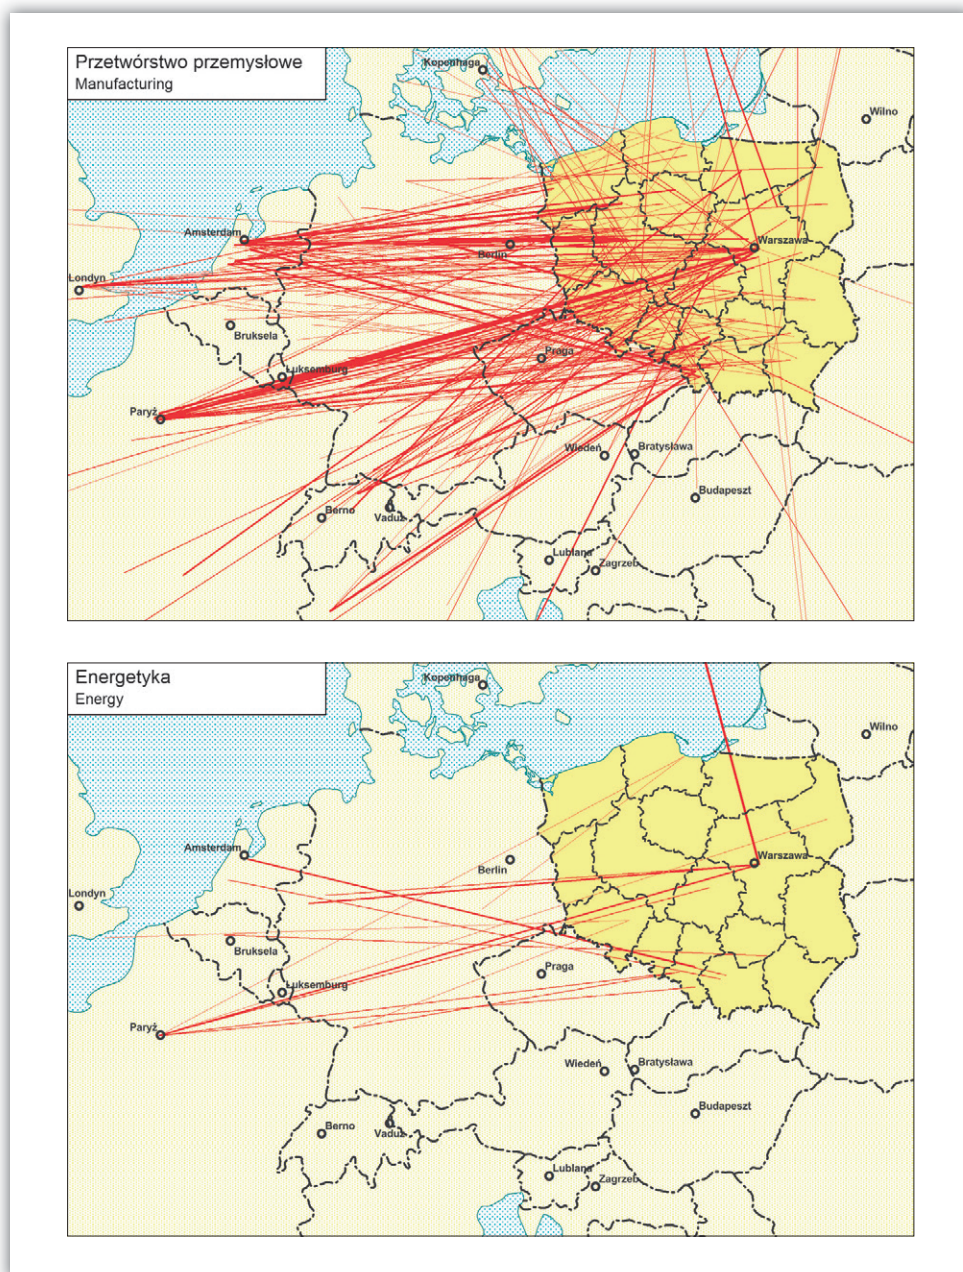 Przetwórstwo przemysłowe
Manufacturing
Kopenhaga
Wilno
Amsterdam
Warszawa
Berlin
Londyn
Bruksela
Praga
Luksemburg
Paryż
Wiedeń
Bratysława
Budapeszt
Berno
Vaduz
Lublana
Zagrzeb
Energetyka
Energy
Kopenhaga
Wilno
Amsterdam
Warszawa
Berlin
Londyn
Bruksela
Praga
Luksemburg
Paryż
Wiedeń
Bratysława
Budapeszt
Berno
Vaduz
Lublana
Zagrzeb